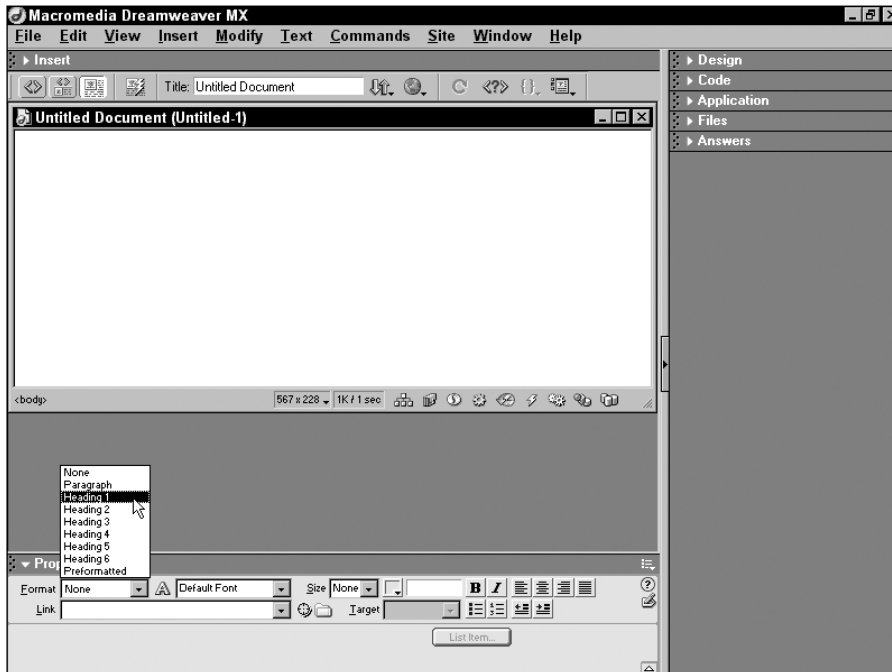 Macromedia Dreamweaver MX
File Edit View Insert Modify Text Commands Site Window Help
Insert
Title: Untitled Document
Untitled Document (Untitled-1)
<body> 567 x 228 1K / 1 sec
Design
Code
Application
Files
Answers
None
Paragraph
Heading 1
Heading 2
Heading 3
Heading 4
Heading 5
Heading 6
Preformatted
Format None Default Font Size None B I
Link Target
List Item...